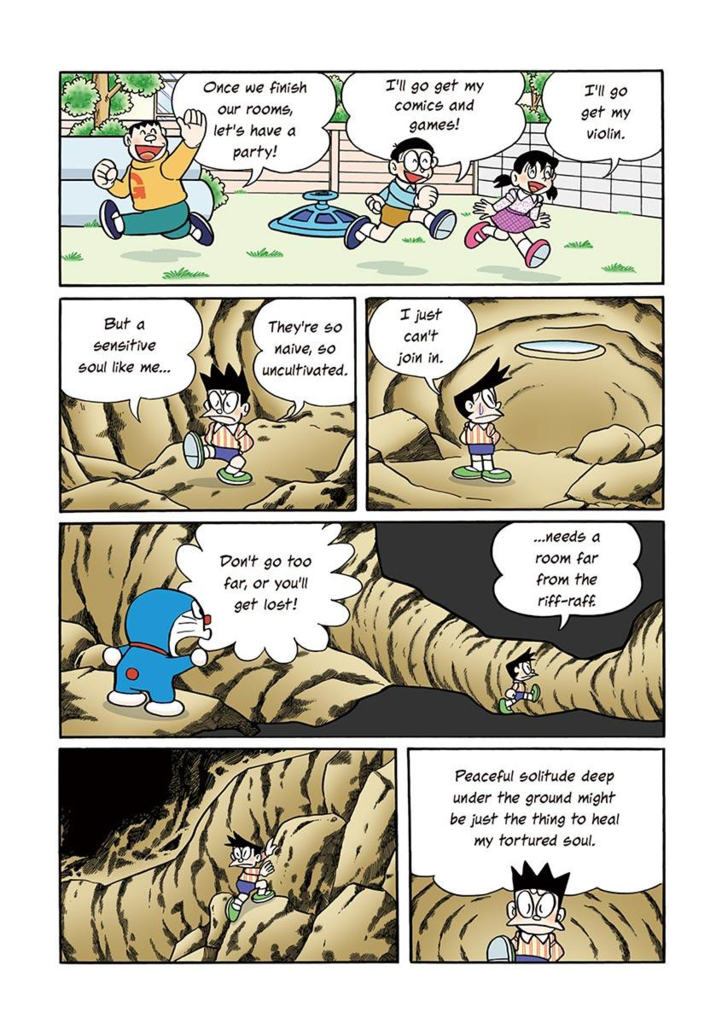 I'll go
get my
violin.
I'll go get my
comics and
games!
Once we finish
our rooms,
let's have a
party!
G
I just
can't
join in.
They're so
naive, so
uncultivated.
But a
sensitive
soul like me...
...needs a
room far
from the
riff-raff.
Don't go too
far, or you'll
get lost!
Peaceful solitude deep
under the ground might
be just the thing to heal
my tortured soul.